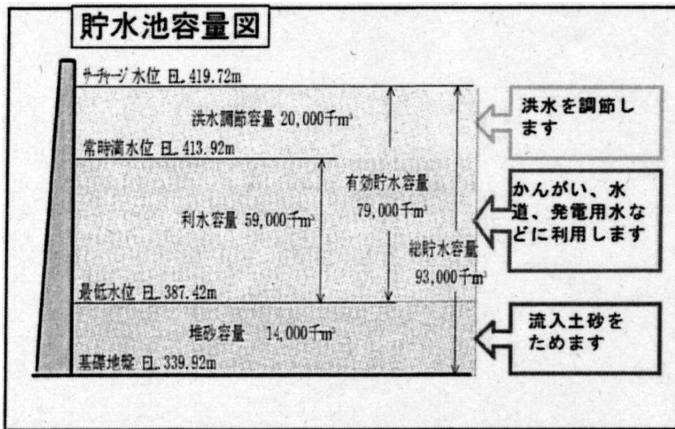 貯水池容量図
サーチャージ水位 EL.419.72m
洪水調節容量 20,000千m³
常時満水位 EL.413.92m
有効貯水容量
79,000千m³
利水容量 59,000千m³
総貯水容量
93,000千m³
最低水位 EL.387.42m
堆砂容量 14,000千m³
基礎地盤 EL.339.92m
洪水を調節し
ます
かんがい、水
道、発電用水な
どに利用します
流入土砂を
ためます